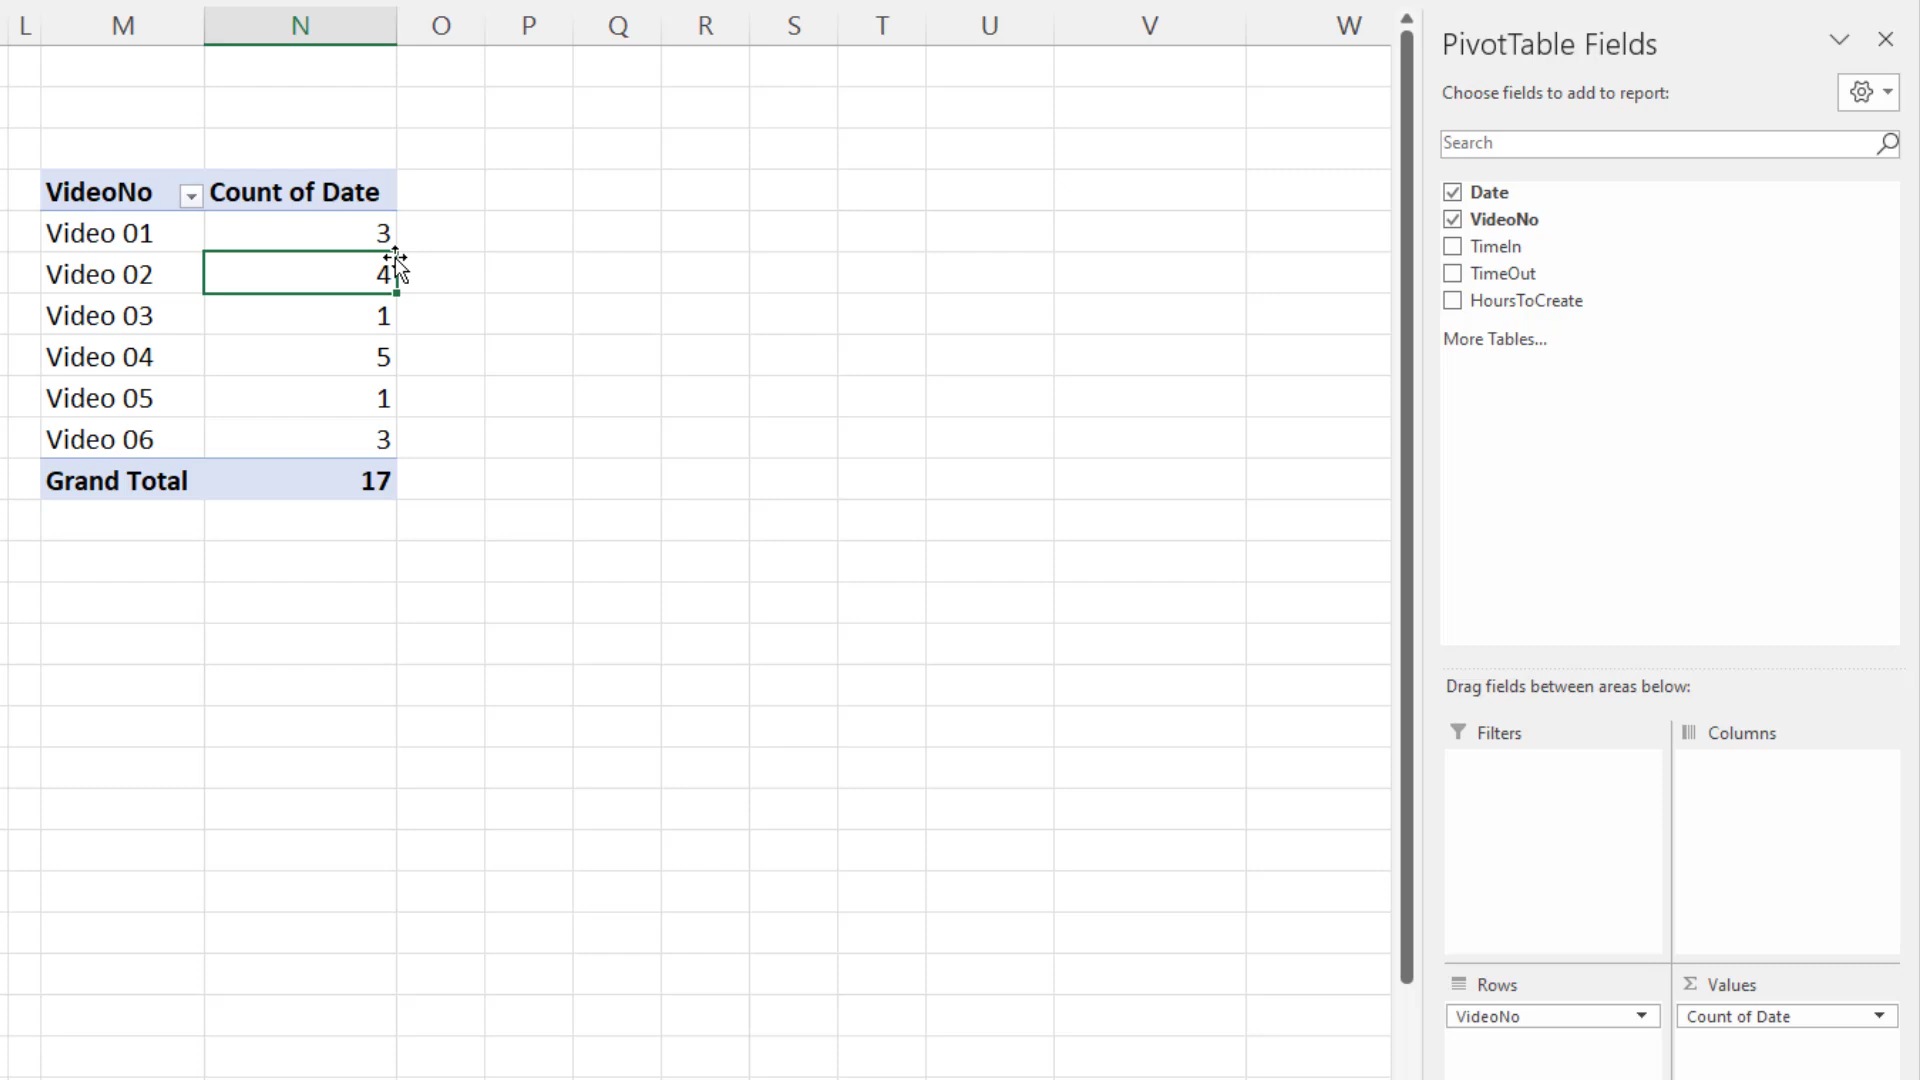 L M N O P Q R S T U V W
VideoNo Count of Date
Video 01 3
Video 02 4
Video 03 1
Video 04 5
Video 05 1
Video 06 3
Grand Total 17
PivotTable Fields
Choose fields to add to report:
Search
Date
VideoNo
TimeIn
TimeOut
HoursToCreate
More Tables...
Drag fields between areas below:
Filters
Columns
Rows
VideoNo
Σ Values
Count of Date